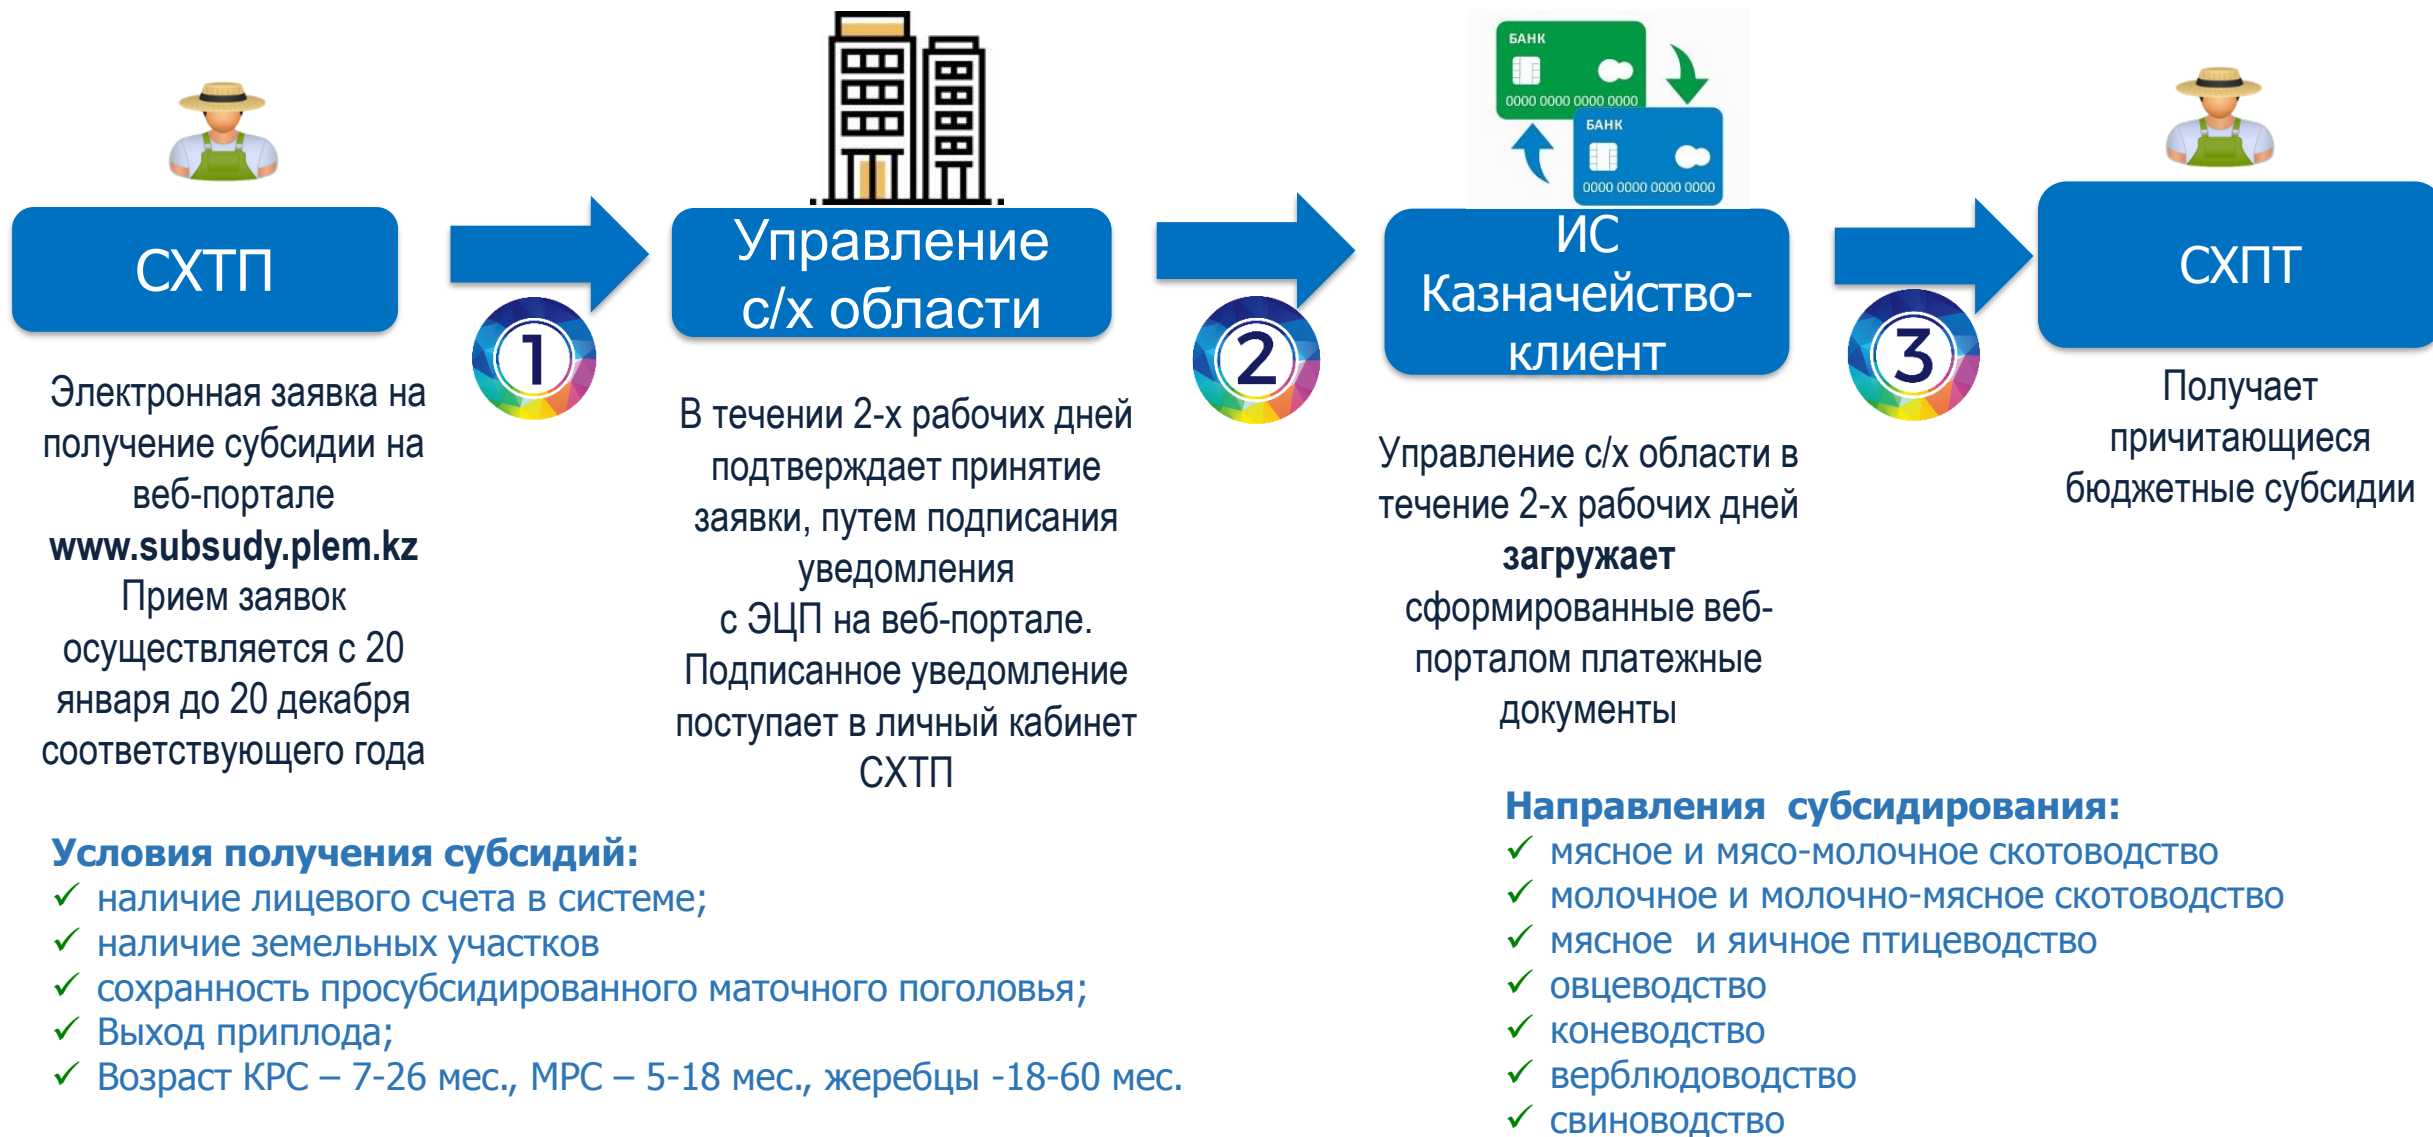 БАНК
0000 0000 0000 0000
БАНК
0000 0000 0000 0000
СХТП
1
Управление
с/х области
2
ИС
Казначейство-
клиент
3
СХПТ
Электронная заявка на
получение субсидии на
веб-портале
www.subsudy.plem.kz
Прием заявок
осуществляется с 20
января до 20 декабря
соответствующего года
В течении 2-х рабочих дней
подтверждает принятие
заявки, путем подписания
уведомления
с ЭЦП на веб-портале.
Подписанное уведомление
поступает в личный кабинет
СХТП
Управление с/х области в
течение 2-х рабочих дней
загружает
сформированные веб-
порталом платежные
документы
Получает
причитающиеся
бюджетные субсидии
Условия получения субсидий:
✓ наличие лицевого счета в системе;
✓ наличие земельных участков
✓ сохранность просубсидированного маточного поголовья;
✓ Выход приплода;
✓ Возраст КРС – 7-26 мес., МРС – 5-18 мес., жеребцы -18-60 мес.
Направления субсидирования:
✓ мясное и мясо-молочное скотоводство
✓ молочное и молочно-мясное скотоводство
✓ мясное и яичное птицеводство
✓ овцеводство
✓ коневодство
✓ верблюдоводство
✓ свиноводство